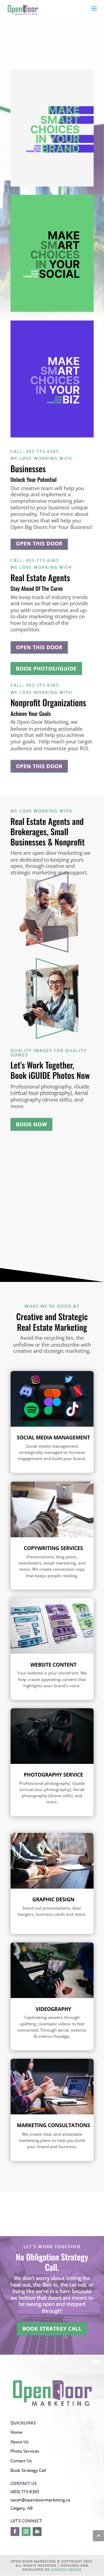 OpenDoor
MARKETING
MAKE
SMART
CHOICES
IN YOUR
BRAND
MAKE
SMART
CHOICES
IN YOUR
SOCIAL
MAKE
SMART
CHOICES
IN YOUR
BIZ
CALL: 403-715-6365
WE LOVE WORKING WITH
Businesses
Unlock Your Potential
Our creative team will help you
develop and implement a
comprehensive marketing plan
tailored to your business' unique
personality. Find out more about
our services that will help you
Open Big Doors For Your Business!
OPEN THIS DOOR
CALL: 403-715-6365
WE LOVE WORKING WITH
Real Estate Agents
Stay Ahead Of The Curve
We keep track of industry trends
and news so that we can provide
you with comprehensive and up-
to-date marketing strategies on
how to stay ahead of the
competition.
OPEN THIS DOOR
BOOK PHOTOS/IGUIDE
CALL: 403-715-6365
WE LOVE WORKING WITH
Nonprofit Organizations
Achieve Your Goals
At Open Door Marketing, we
believe in providing actionable
steps that will help you achieve
your goals. Help reach your target
audience and maximize your ROI.
OPEN THIS DOOR
WE LOVE WORKING WITH
Real Estate Agents and
Brokerages, Small
Businesses & Nonprofit
Here are open door marketing we
are dedicated to keeping doors
open, through creative and
strategic marketing and support.
QUALITY IMAGES FOR QUALITY
HOMES
Let's Work Together,
Book iGUIDE Photos Now
Professional photography, iGuide
(virtual tour photography), Aerial
photography (drone stills), and
more.
BOOK NOW
WHAT WE'RE GOOD AT
Creative and Strategic
Real Estate Marketing
Avoid the recycling bin, the
unfollow or the unsubscribe with
creative and strategic marketing.
SOCIAL MEDIA MANAGEMENT
Social media management
strategically managed to increase
engagement and build your brand.
COPYWRITING SERVICES
Presentations, blog posts,
newsletters, email marketing, and
more. We create conversion copy
that keeps people reading.
WEBSITE CONTENT
Your website is your storefront. We
help create appealing content that
highlights your brand's voice.
PHOTOGRAPHY SERVICE
Professional photography, iGuide
(virtual tour photography), Aerial
photography (drone stills), and
more.
GRAPHIC DESIGN
Stand out presentations, door
hangers, business cards and more.
VIDEOGRAPHY
Captivating viewers through
uplifting, cinematic videos to feel
connected. Through aerial, exterior
& interior footage.
MARKETING CONSULTATIONS
We create clear and attainable
marketing plans to help you build
your brand and business.
LET'S WORK TOGETHER
No Obligation Strategy
Call.
We don't worry about letting the
heat out, the flies in, the cat out, or
living like we're in a barn because
we believe that doors are meant to
be swung open and stepped
through!
BOOK STRATEGY CALL
OpenDoor
MARKETING
QUICKLINKS
Home
About Us
Photo Services
Contact Us
Book Strategy Call
CONTACT US
(403) 715-6365
sarah@opendoormarketing.ca
Calgary, AB
LET'S CONNECT
OPEN DOOR MARKETING © COPYRIGHT 2024.
ALL RIGHTS RESERVED | DESIGNED AND